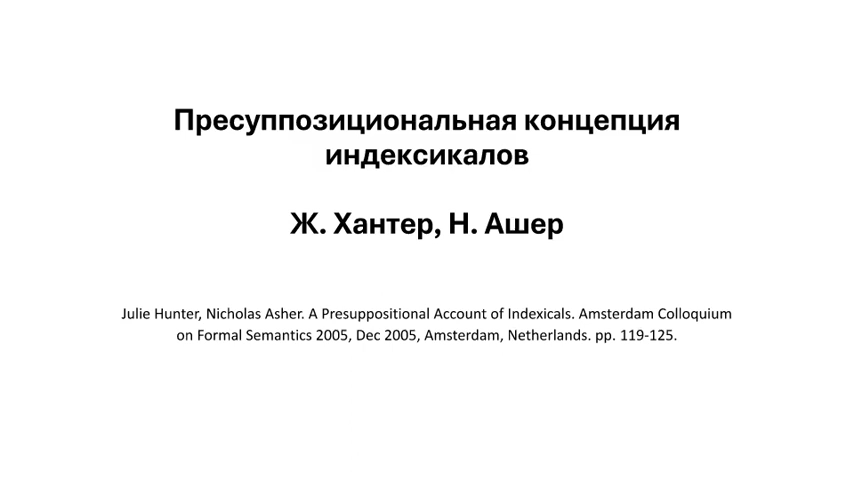 Пресуппозициональная концепция
индексикалов
Ж. Хантер, Н. Ашер
Julie Hunter, Nicholas Asher. A Presuppositional Account of Indexicals. Amsterdam Colloquium
on Formal Semantics 2005, Dec 2005, Amsterdam, Netherlands. pp. 119-125.